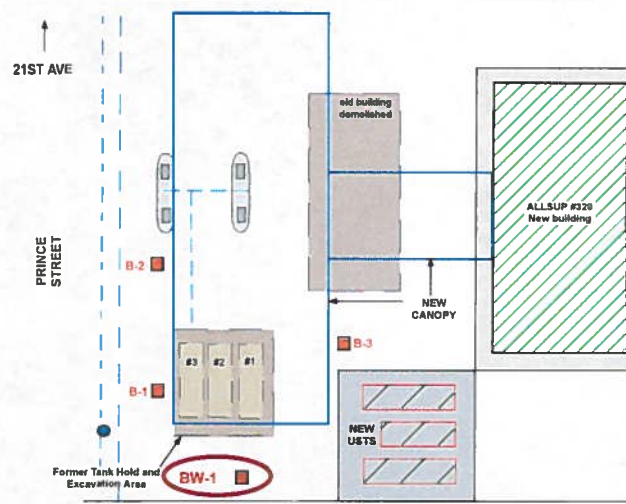 21ST AVE
old building
demolished
ALLSUP #320
New building
PRINCE
STREET
B-2
NEW
CANOPY
B-3
#3 #2 #1
B-1
NEW
USTS
Former Tank Hold and
Excavation Area
BW-1